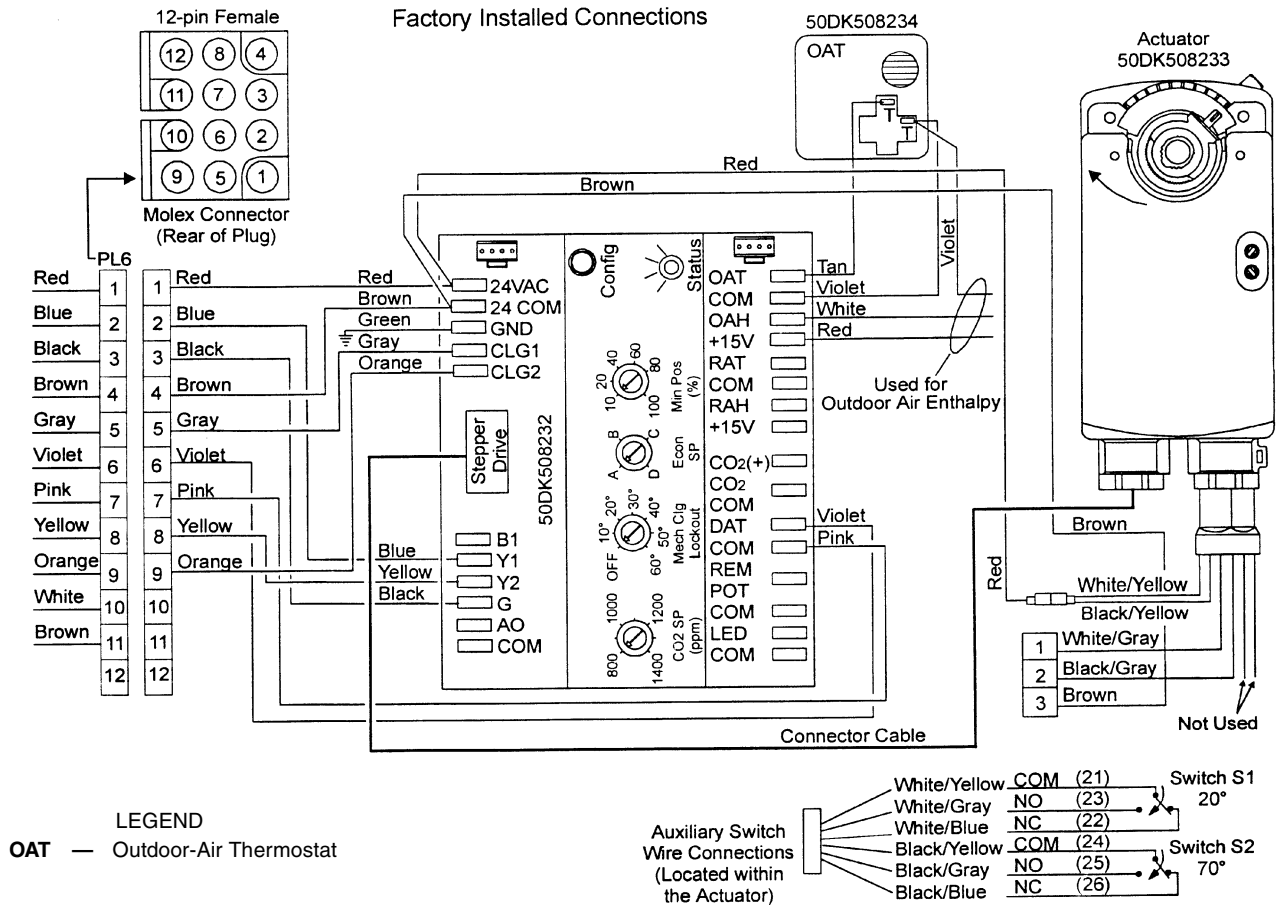 12-pin Female
Factory Installed Connections
12 8 4
11 7 3
10 6 2
9 5 1
Molex Connector
(Rear of Plug)
50DK508234
OAT
T
T
Actuator
50DK508233
Red
Brown
Violet
PL6
Red 1
Blue 2
Black 3
Brown 4
Gray 5
Violet 6
Pink 7
Yellow 8
Orange 9
White 10
Brown 11
12
1 Red
2 Blue
3 Black
4 Brown
5 Gray
6 Violet
7 Pink
8 Yellow
9 Orange
10
11
12
Red 24VAC
Brown 24 COM
Green GND
Gray CLG1
Orange CLG2
Stepper
Drive
50DK508232
B1
Blue Y1
Yellow Y2
Black G
AO
COM
Config
Status
10 20 40 60 80 100
Min Pos
(%)
A B C D
Econ
SP
OFF 10° 20° 30° 40° 50° 60°
Mech Clg
Lockout
800 1000 1200 1400
CO2 SP
(ppm)
OAT Tan
COM Violet
OAH White
+15V Red
RAT
COM
RAH
+15V
CO2(+)
CO2
COM
DAT Violet
COM Pink
REM
POT
COM
LED
COM
Used for
Outdoor Air Enthalpy
Brown
Red
White/Yellow
Black/Yellow
1 White/Gray
2 Black/Gray
3 Brown
Not Used
Connector Cable
Auxiliary Switch
Wire Connections
(Located within
the Actuator)
White/Yellow COM (21)
White/Gray NO (23)
White/Blue NC (22)
Black/Yellow COM (24)
Black/Gray NO (25)
Black/Blue NC (26)
Switch S1
20°
Switch S2
70°
LEGEND
OAT — Outdoor-Air Thermostat